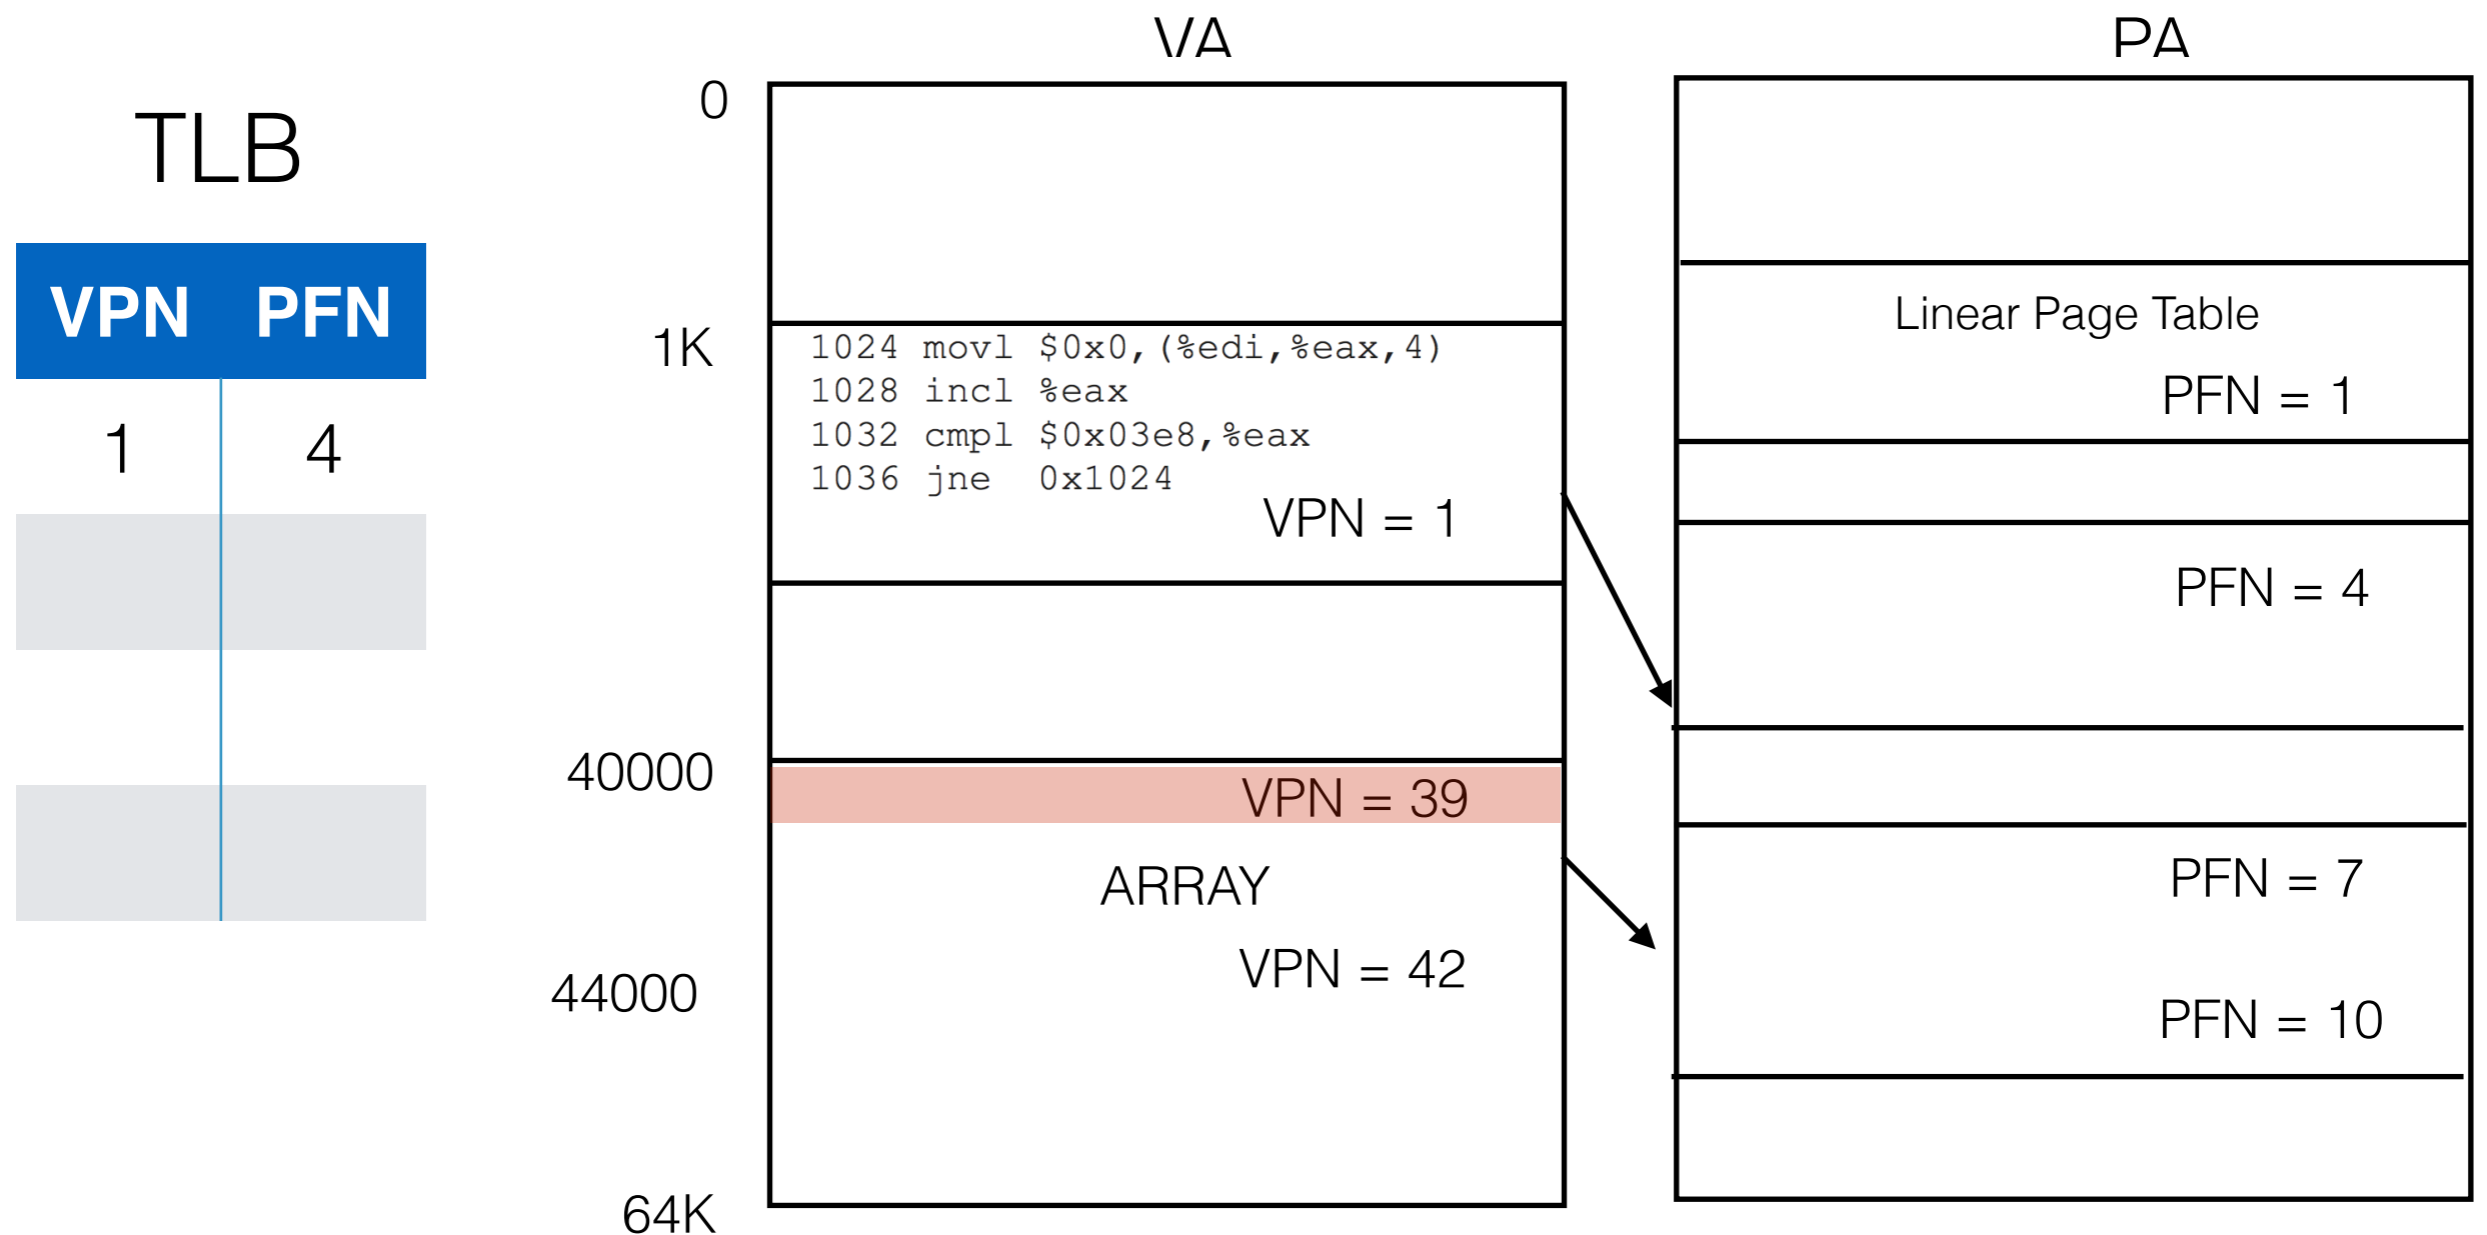 TLB
VPN PFN
1 4
VA
0
1K
1024 movl $0x0,(%edi,%eax,4)
1028 incl %eax
1032 cmpl $0x03e8,%eax
1036 jne 0x1024
VPN = 1
40000
VPN = 39
ARRAY
VPN = 42
44000
64K
PA
Linear Page Table
PFN = 1
PFN = 4
PFN = 7
PFN = 10